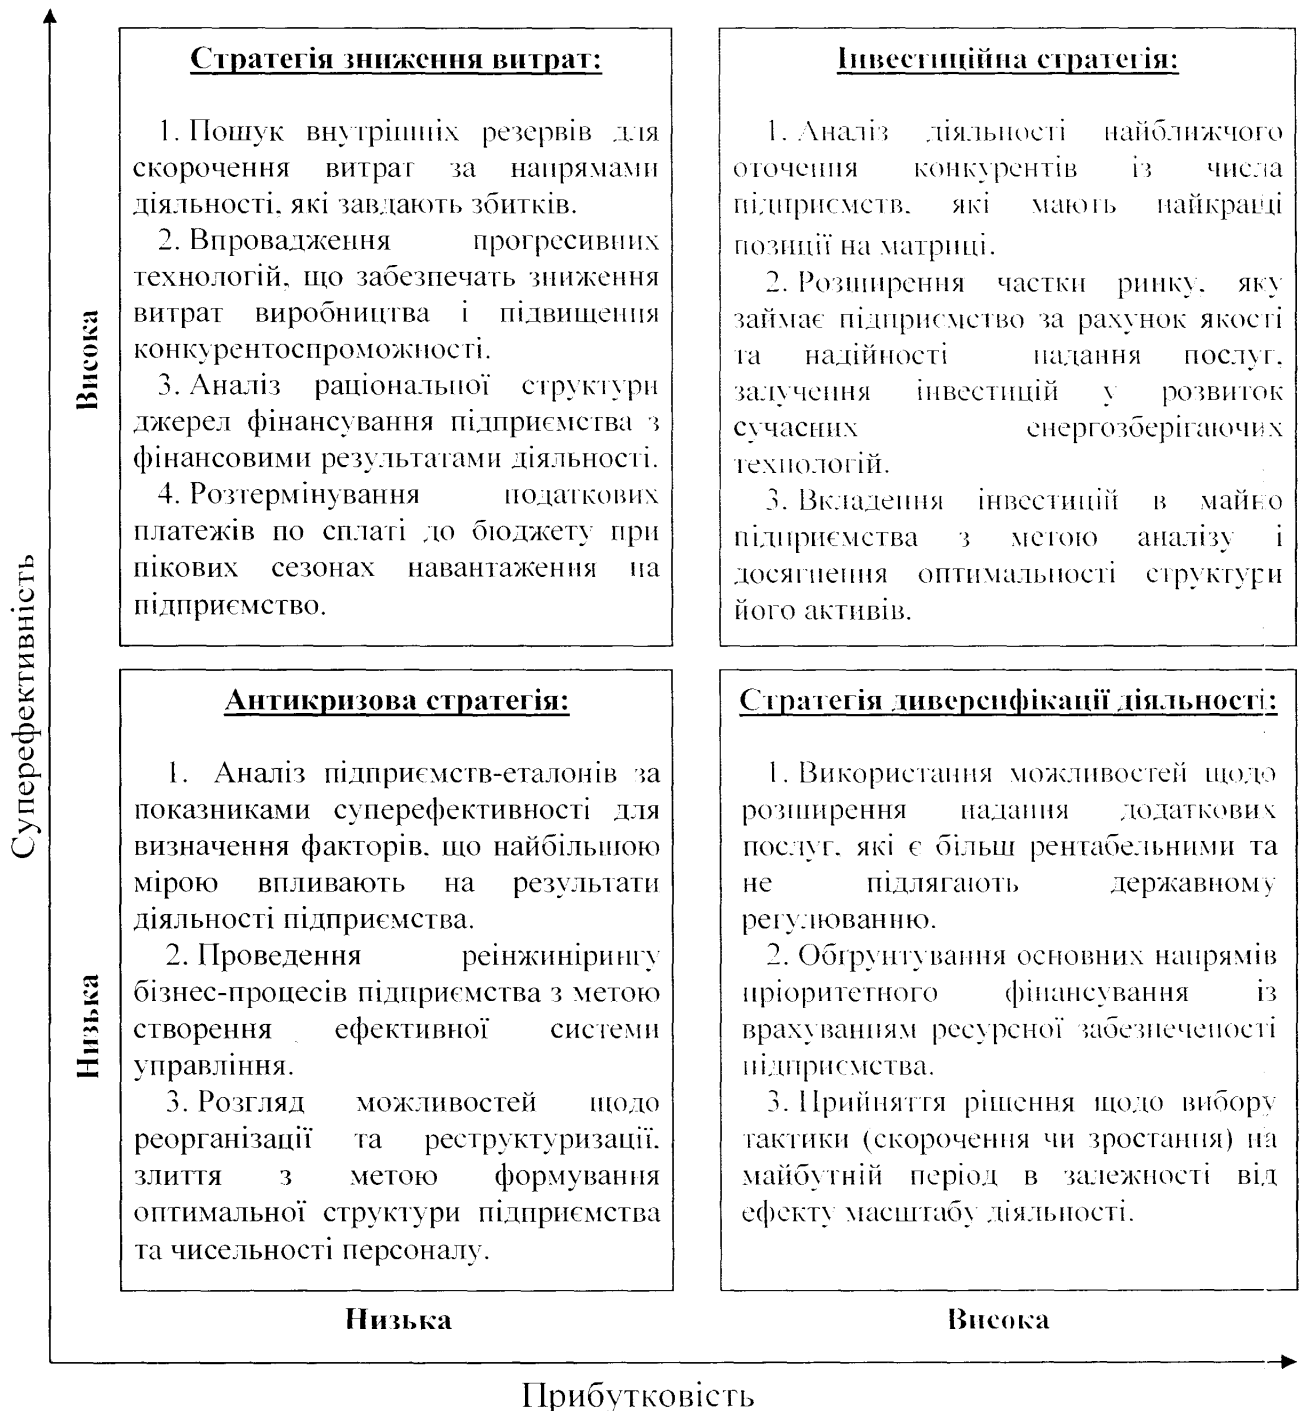 Суперефективність
Висока
Стратегія зниження витрат:
1. Пошук внутрішніх резервів для
скорочення витрат за напрямами
діяльності, які завдають збитків.
2. Впровадження прогресивних
технологій, що забезпечать зниження
витрат виробництва і підвищення
конкурентоспроможності.
3. Аналіз раціональної структури
джерел фінансування підприємства з
фінансовими результатами діяльності.
4. Розтермінування податкових
платежів по сплаті до бюджету при
пікових сезонах навантаження на
підприємство.
Інвестиційна стратегія:
1. Аналіз діяльності найближчого
оточення конкурентів із числа
підприємств, які мають найкращі
позиції на матриці.
2. Розширення частки ринку, яку
займає підприємство за рахунок якості
та надійності надання послуг,
залучення інвестицій у розвиток
сучасних енергозберігаючих
технологій.
3. Вкладення інвестицій в майно
підприємства з метою аналізу і
досягнення оптимальності структури
його активів.
Низька
Антикризова стратегія:
1. Аналіз підприємств-еталонів за
показниками суперефективності для
визначення факторів, що найбільшою
мірою впливають на результати
діяльності підприємства.
2. Проведення реінжинірингу
бізнес-процесів підприємства з метою
створення ефективної системи
управління.
3. Розгляд можливостей щодо
реорганізації та реструктуризації,
злиття з метою формування
оптимальної структури підприємства
та чисельності персоналу.
Стратегія диверсифікації діяльності:
1. Використання можливостей щодо
розширення надання додаткових
послуг, які є більш рентабельними та
не підлягають державному
регулюванню.
2. Обґрунтування основних напрямів
пріоритетного фінансування із
врахуванням ресурсної забезпеченості
підприємства.
3. Прийняття рішення щодо вибору
тактики (скорочення чи зростання) на
майбутній період в залежності від
ефекту масштабу діяльності.
Низька
Висока
Прибутковість